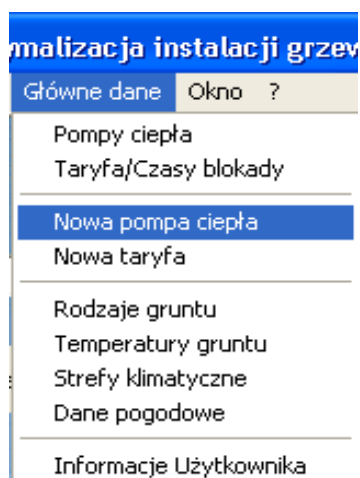 malizacja instalacji grzew
Główne dane Okno ?
Pompy ciepła
Taryfa/Czasy blokady
Nowa pompa ciepła
Nowa taryfa
Rodzaje gruntu
Temperatury gruntu
Strefy klimatyczne
Dane pogodowe
Informacje Użytkownika